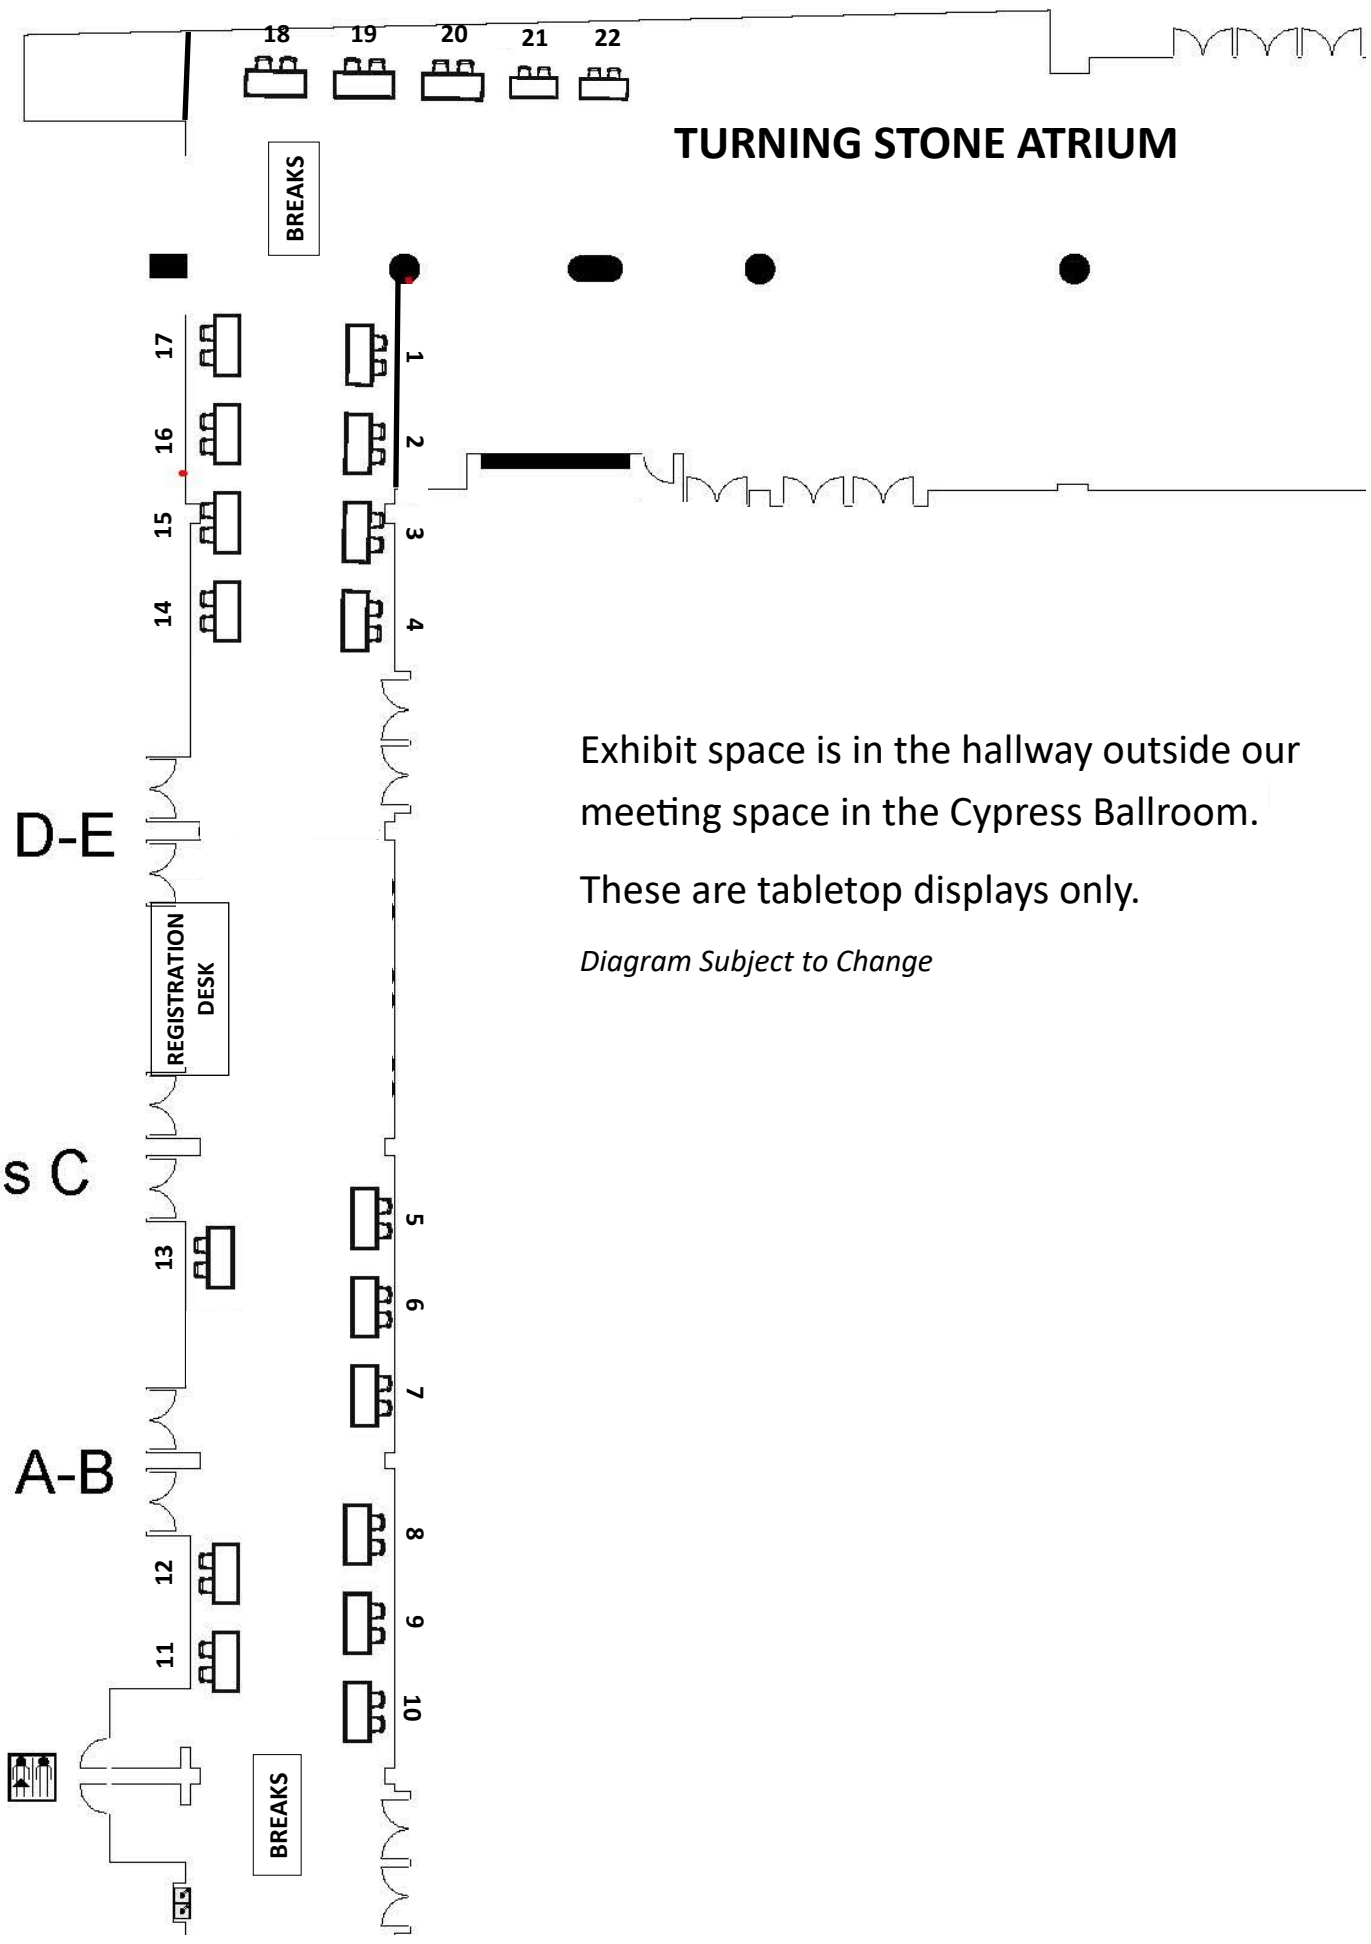 18 19 20 21 22
TURNING STONE ATRIUM
BREAKS
17
1
16
2
15
3
14
4
Exhibit space is in the hallway outside our
meeting space in the Cypress Ballroom.
D-E
These are tabletop displays only.
REGISTRATION
DESK
Diagram Subject to Change
s C
5
13
6
7
A-B
8
12
9
11
10
BREAKS